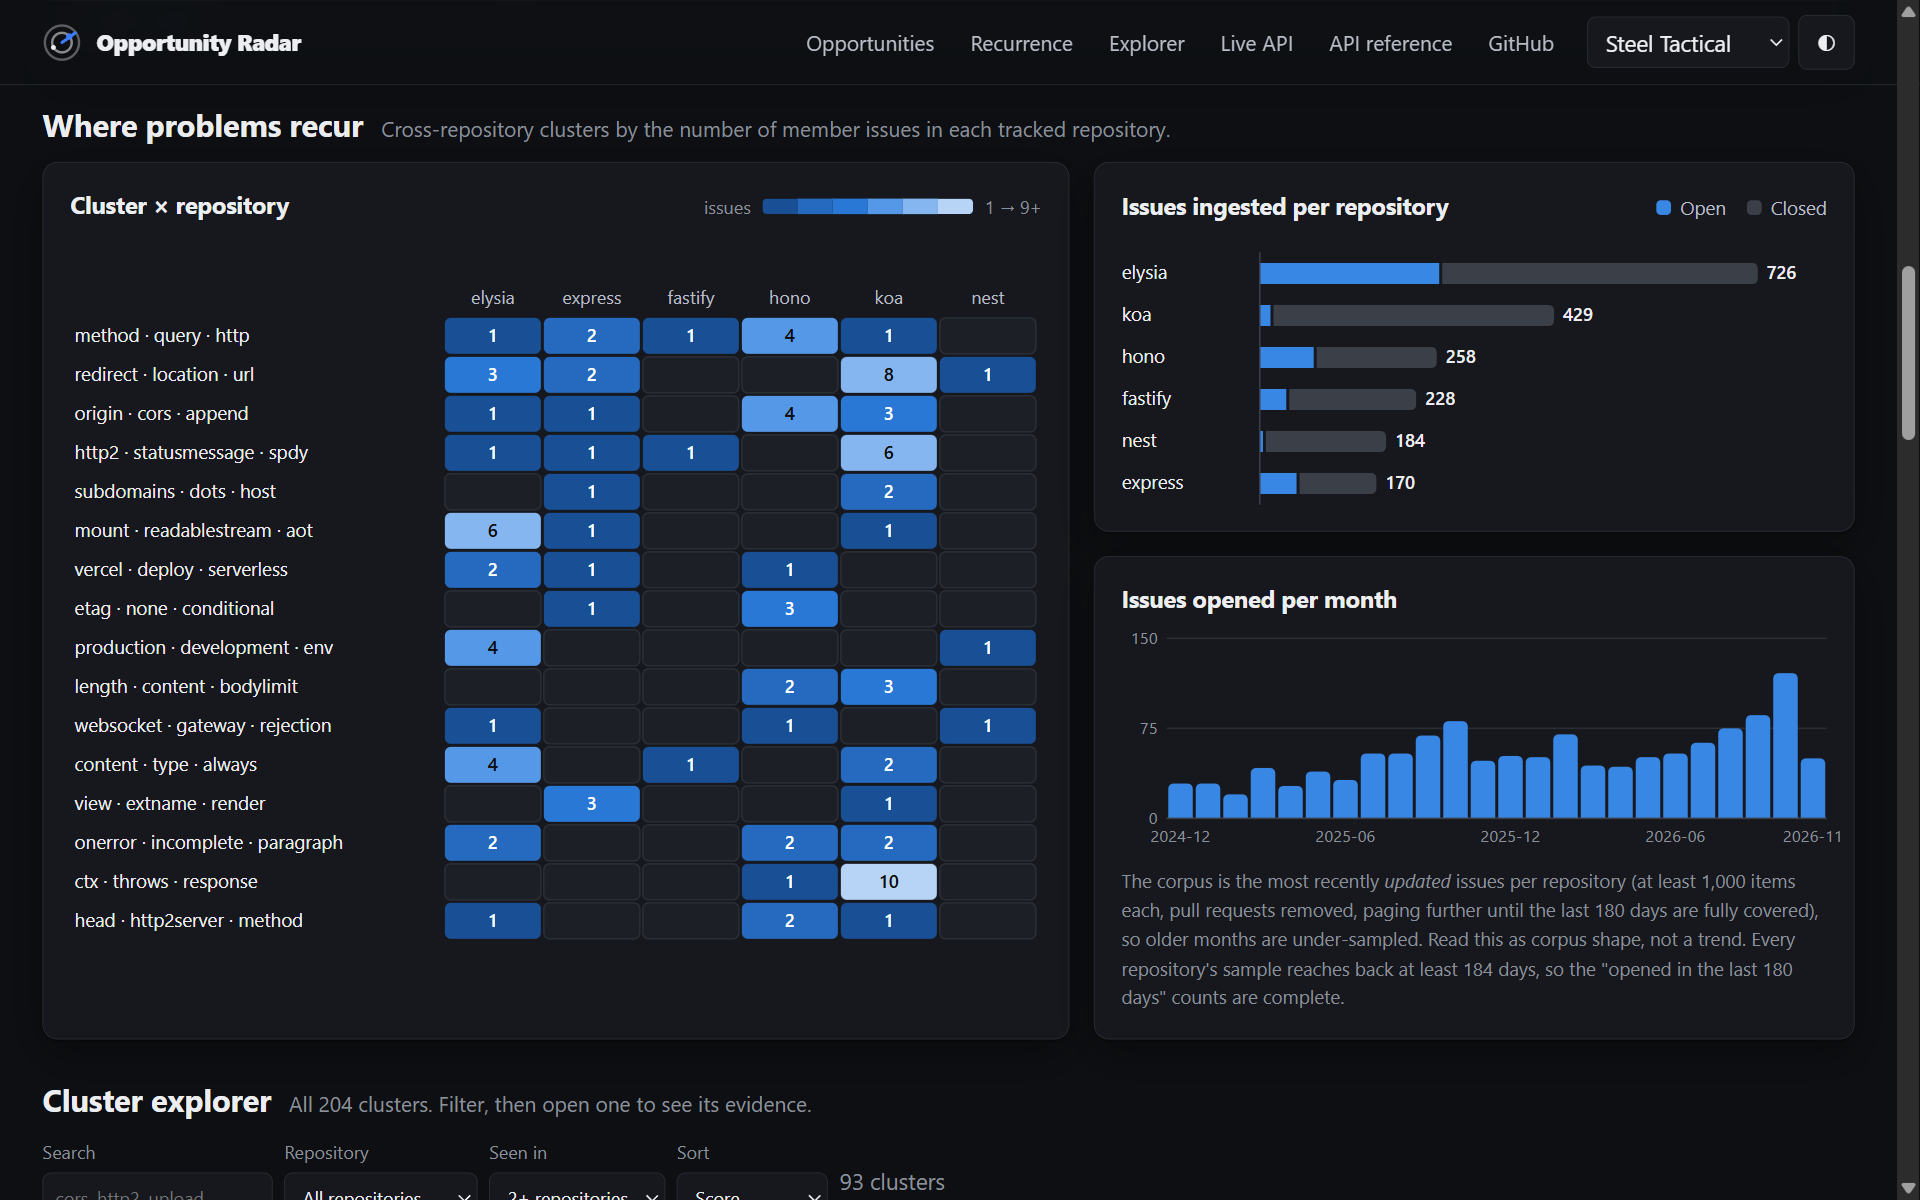 Opportunity Radar
Opportunities Recurrence Explorer Live API API reference GitHub Steel Tactical
Where problems recur Cross-repository clusters by the number of member issues in each tracked repository.
Cluster × repository issues 1 → 9+
elysia express fastify hono koa nest
method · query · http 1 2 1 4 1
redirect · location · url 3 2 8 1
origin · cors · append 1 1 4 3
http2 · statusmessage · spdy 1 1 1 6
subdomains · dots · host 1 2
mount · readablestream · aot 6 1 1
vercel · deploy · serverless 2 1 1
etag · none · conditional 1 3
production · development · env 4 1
length · content · bodylimit 2 3
websocket · gateway · rejection 1 1 1
content · type · always 4 1 2
view · extname · render 3 1
onerror · incomplete · paragraph 2 2 2
ctx · throws · response 1 10
head · http2server · method 1 2 1
Issues ingested per repository Open Closed
elysia 726
koa 429
hono 258
fastify 228
nest 184
express 170
Issues opened per month
150
75
0
2024-12 2025-06 2025-12 2026-06 2026-11
The corpus is the most recently updated issues per repository (at least 1,000 items
each, pull requests removed, paging further until the last 180 days are fully covered),
so older months are under-sampled. Read this as corpus shape, not a trend. Every
repository's sample reaches back at least 184 days, so the "opened in the last 180
days" counts are complete.
Cluster explorer All 204 clusters. Filter, then open one to see its evidence.
Search Repository Seen in Sort
cors, http2, upload All repositories 2+ repositories Score 93 clusters